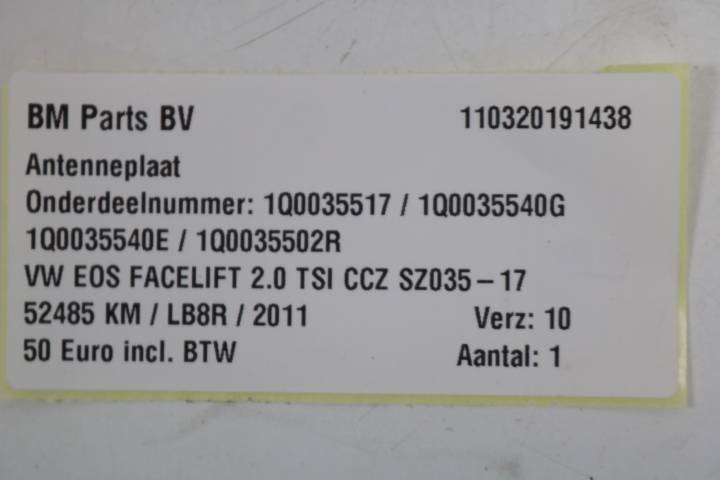 BM Parts BV 110320191438
Antenneplaat
Onderdeelnummer: 1Q0035517 / 1Q0035540G
1Q0035540E / 1Q0035502R
VW EOS FACELIFT 2.0 TSI CCZ SZ035-17
52485 KM / LB8R / 2011 Verz: 10
50 Euro incl. BTW Aantal: 1